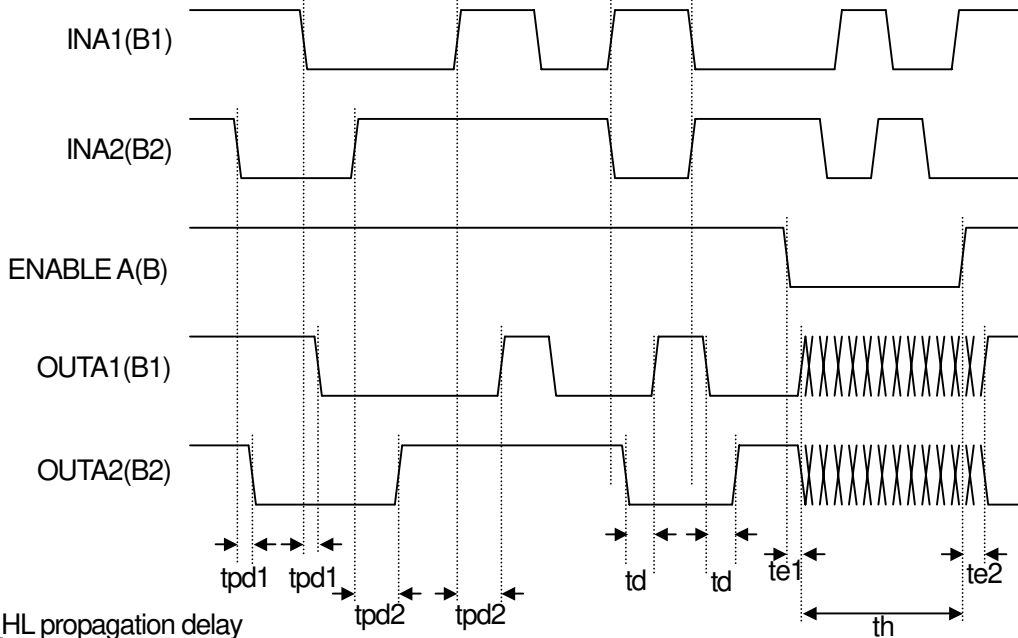 INA1(B1)
INA2(B2)
ENABLE A(B)
OUTA1(B1)
OUTA2(B2)
tpd1 tpd1 td td te1 te2
tpd2 tpd2 th
HL propagation delay